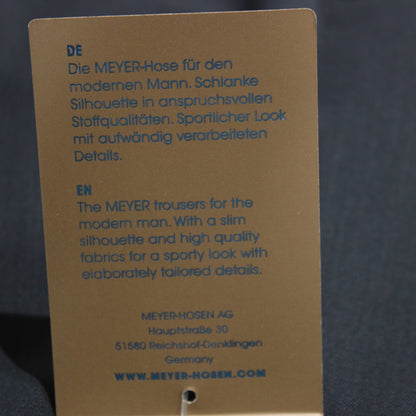 DE
Die MEYER-Hose für den
modernen Mann. Schlanke
Silhouette in anspruchsvollen
Stoffqualitäten. Sportlicher Look
mit aufwändig verarbeiteten
Details.
EN
The MEYER trousers for the
modern man. With a slim
silhouette and high quality
fabrics for a sporty look with
elaborately tailored details.
MEYER-HOSEN AG
Hauptstraße 30
51580 Reichshof-Denklingen
Germany
WWW.MEYER-HOSEN.COM